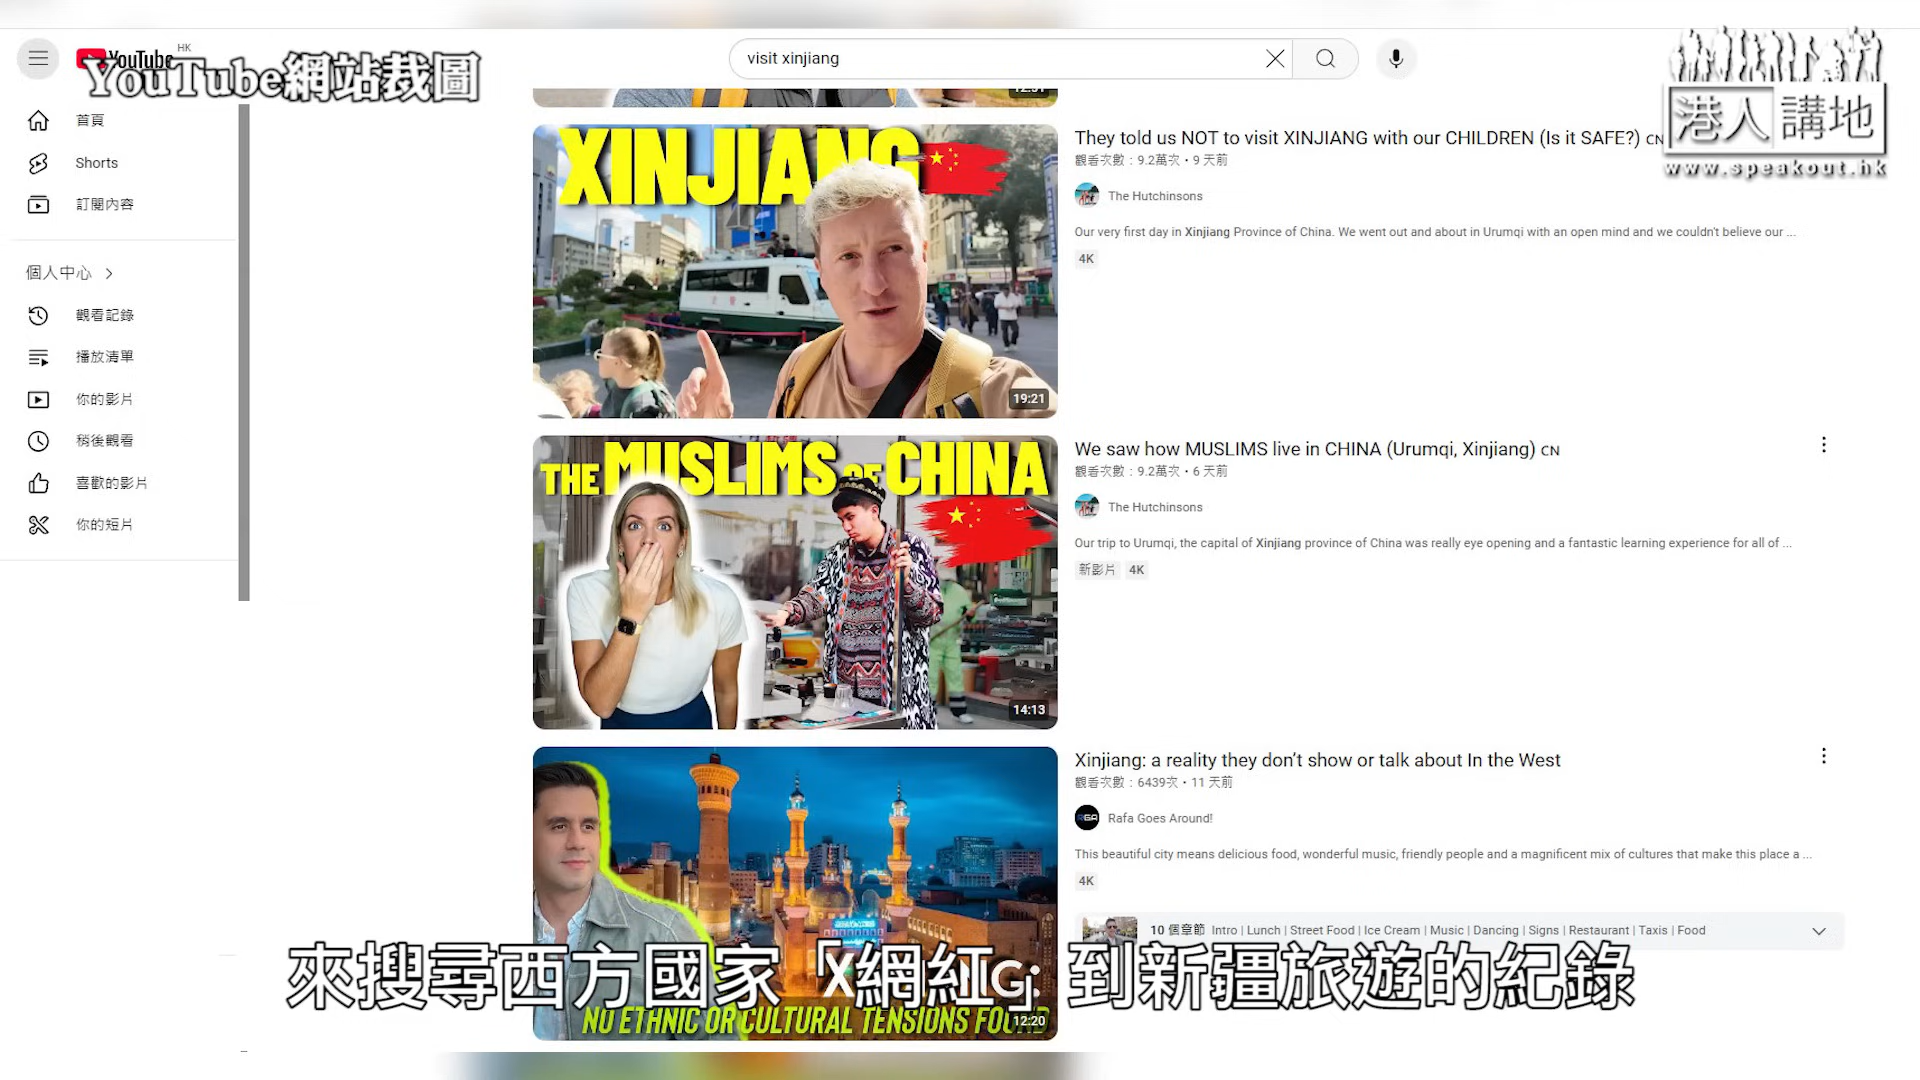 YouTube HK
YouTube網站裁圖
visit xinjiang
港人講地
www.speakout.hk
首頁
Shorts
訂閱內容
個人中心
觀看記錄
播放清單
你的影片
稍後觀看
喜歡的影片
你的短片
12:51
XINJIANG
19:21
They told us NOT to visit XINJIANG with our CHILDREN (Is it SAFE?) CN
觀看次數：9.2萬次・9 天前
The Hutchinsons
Our very first day in Xinjiang Province of China. We went out and about in Urumqi with an open mind and we couldn't believe our ...
4K
THE MUSLIMS OF CHINA
14:13
We saw how MUSLIMS live in CHINA (Urumqi, Xinjiang) CN
觀看次數：9.2萬次・6 天前
The Hutchinsons
Our trip to Urumqi, the capital of Xinjiang province of China was really eye opening and a fantastic learning experience for all of ...
新影片 4K
Xinjiang: a reality they don’t show or talk about In the West
觀看次數：6439次・11 天前
RGA Rafa Goes Around!
This beautiful city means delicious food, wonderful music, friendly people and a magnificent mix of cultures that make this place a ...
4K
10 個章節 Intro | Lunch | Street Food | Ice Cream | Music | Dancing | Signs | Restaurant | Taxis | Food
來搜尋西方國家「網紅」到新疆旅遊的紀錄
NO ETHNIC OR CULTURAL TENSIONS FOUND
12:20